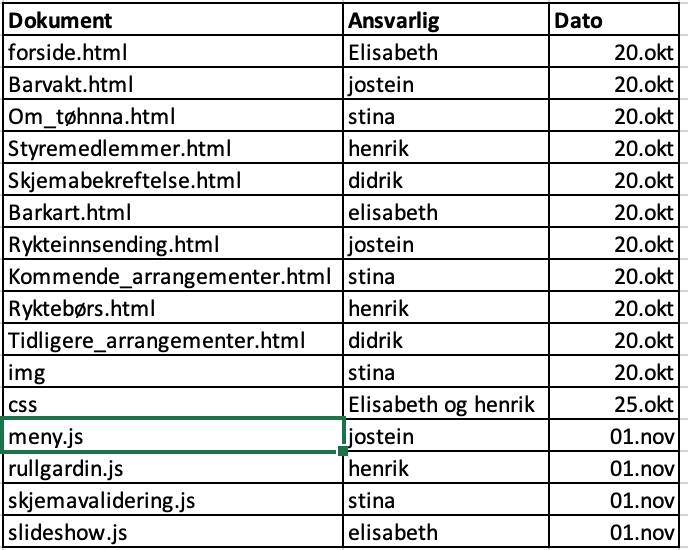 Dokument Ansvarlig Dato
forside.html Elisabeth 20.okt
Barvakt.html jostein 20.okt
Om_tøhnna.html stina 20.okt
Styremedlemmer.html henrik 20.okt
Skjemabekreftelse.html didrik 20.okt
Barkart.html elisabeth 20.okt
Rykteinnsending.html jostein 20.okt
Kommende_arrangementer.html stina 20.okt
Ryktebørs.html henrik 20.okt
Tidligere_arrangementer.html didrik 20.okt
img stina 20.okt
css Elisabeth og henrik 25.okt
meny.js jostein 01.nov
rullgardin.js henrik 01.nov
skjemavalidering.js stina 01.nov
slideshow.js elisabeth 01.nov